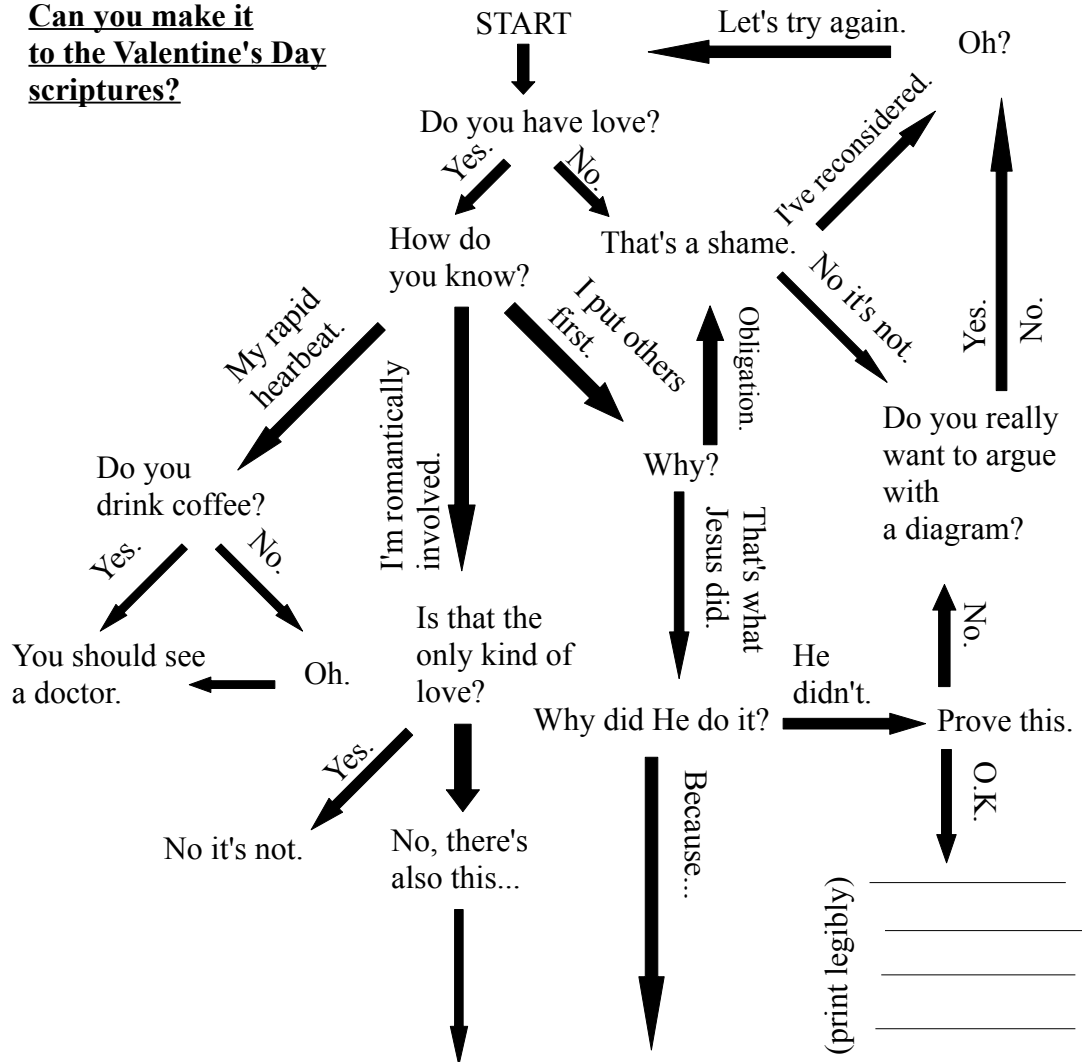 Can you make it
to the Valentine's Day
scriptures?
START
Let's try again.
Oh?
Do you have love?
Yes.
No.
I've reconsidered.
How do
you know?
That's a shame.
No it's not.
Yes.
No.
My rapid
hearbeat.
I'm romantically
involved.
I put others
first.
Obligation.
Do you really
want to argue
with
a diagram?
Why?
Do you
drink coffee?
Yes.
No.
That's what
Jesus did.
You should see
a doctor.
Oh.
Is that the
only kind of
love?
He
didn't.
No.
Why did He do it?
Prove this.
Yes.
Because...
O.K.
No it's not.
No, there's
also this...
(print legibly)